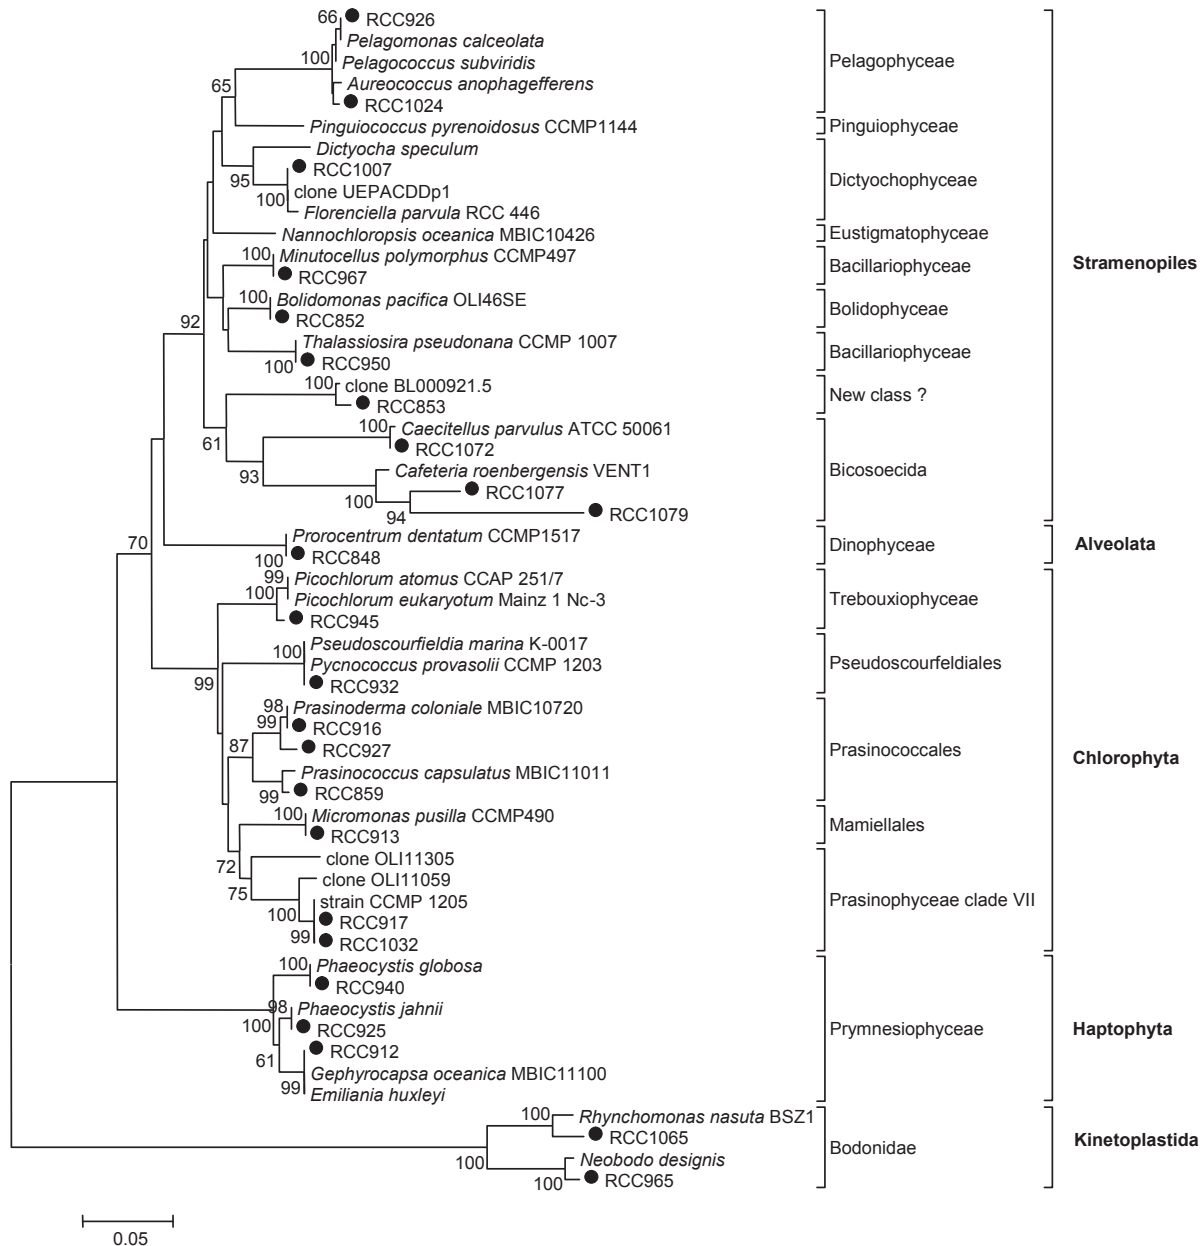 66 RCC926
Pelagomonas calceolata
100 Pelagococcus subviridis Pelagophyceae
Aureococcus anophagefferens
65
RCC1024
Pinguiococcus pyrenoidosus CCMP1144 Pinguiophyceae
Dictyocha speculum
RCC1007
95 Dictyochophyceae
clone UEPACDDp1
100
Florenciella parvula RCC 446
Nannochloropsis oceanica MBIC10426 Eustigmatophyceae
100 Minutocellus polymorphus CCMP497
Bacillariophyceae Stramenopiles
RCC967
100 Bolidomonas pacifica OLI46SE
Bolidophyceae
RCC852
92
Thalassiosira pseudonana CCMP 1007
Bacillariophyceae
100 RCC950
100 clone BL000921.5
New class ?
RCC853
100 Caecitellus parvulus ATCC 50061
61
RCC1072
93 Cafeteria roenbergensis VENT1 Bicosoecida
100 RCC1077
94 RCC1079
Prorocentrum dentatum CCMP1517
70 Dinophyceae Alveolata
100 RCC848
99 Picochlorum atomus CCAP 251/7
100 Picochlorum eukaryotum Mainz 1 Nc-3 Trebouxiophyceae
RCC945
Pseudoscourfieldia marina K-0017
100 Pycnococcus provasolii CCMP 1203 Pseudoscourfeldiales
99 RCC932
98 Prasinoderma coloniale MBIC10720
99 RCC916
87 RCC927 Prasinococcales
Chlorophyta
Prasinococcus capsulatus MBIC11011
99 RCC859
100 Micromonas pusilla CCMP490
Mamiellales
RCC913
72 clone OLI11305
75 clone OLI11059
strain CCMP 1205 Prasinophyceae clade VII
100 RCC917
99 RCC1032
100 Phaeocystis globosa
RCC940
98 Phaeocystis jahnii
100 RCC925 Prymnesiophyceae Haptophyta
RCC912
61
99 Gephyrocapsa oceanica MBIC11100
Emiliania huxleyi
100 Rhynchomonas nasuta BSZ1
RCC1065
Bodonidae Kinetoplastida
100 Neobodo designis
100 RCC965
0.05